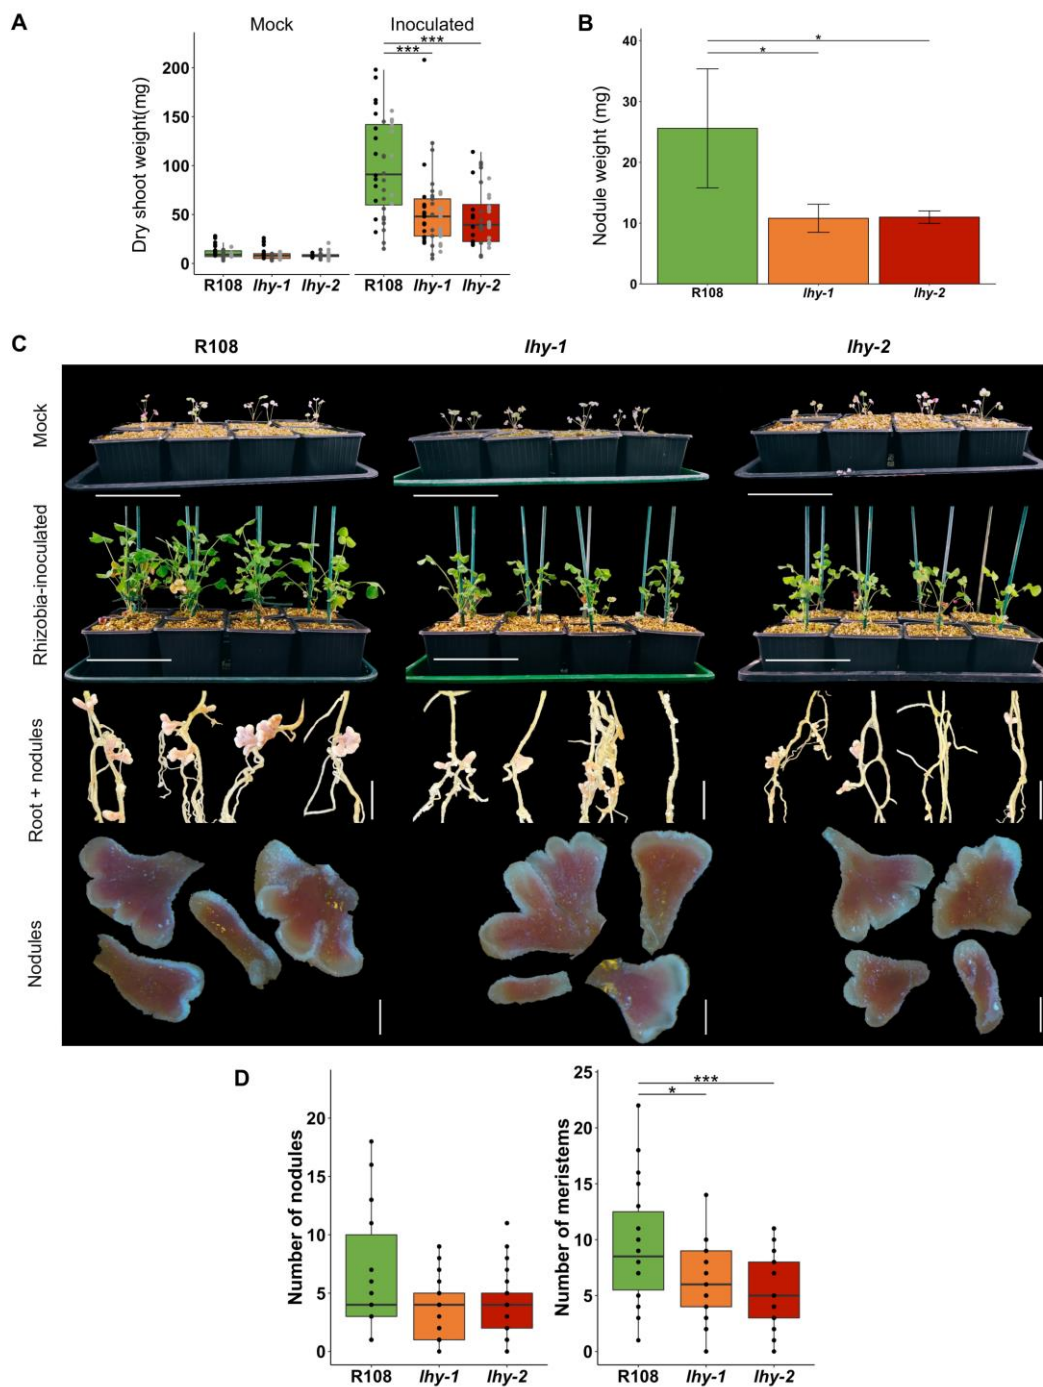 A
Mock
Inoculated
Dry shoot weight(mg)
200
150
100
50
0
***
***
R108
lhy-1
lhy-2
R108
lhy-1
lhy-2
B
Nodule weight (mg)
40
30
20
10
0
*
*
R108
lhy-1
lhy-2
C
R108
lhy-1
lhy-2
Mock
Rhizobia-inoculated
Root + nodules
Nodules
D
Number of nodules
20
15
10
5
0
R108
lhy-1
lhy-2
Number of meristems
25
20
15
10
5
0
***
*
R108
lhy-1
lhy-2